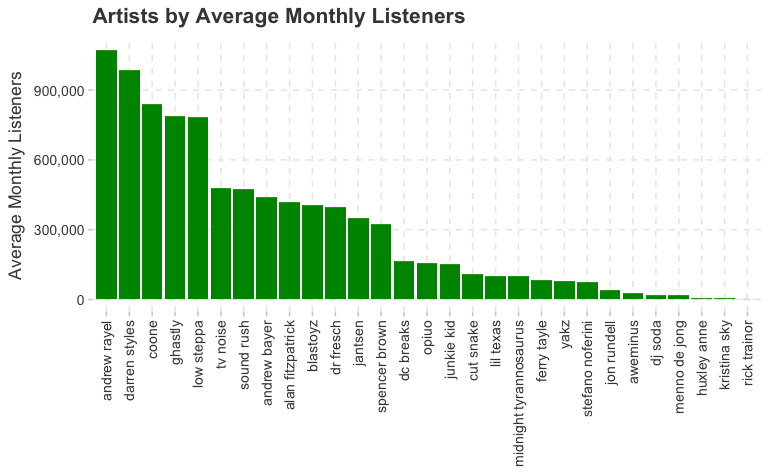 Artists by Average Monthly Listeners
Average Monthly Listeners
900,000
600,000
300,000
0
andrew rayel
darren styles
coone
ghastly
low steppa
tv noise
sound rush
andrew bayer
alan fitzpatrick
blastoyz
dr fresch
jantsen
spencer brown
dc breaks
opiuo
junkie kid
cut snake
lil texas
midnight tyrannosaurus
ferry tayle
yakz
stefano noferini
jon rundell
aweminus
dj soda
menno de jong
huxley anne
kristina sky
rick trainor